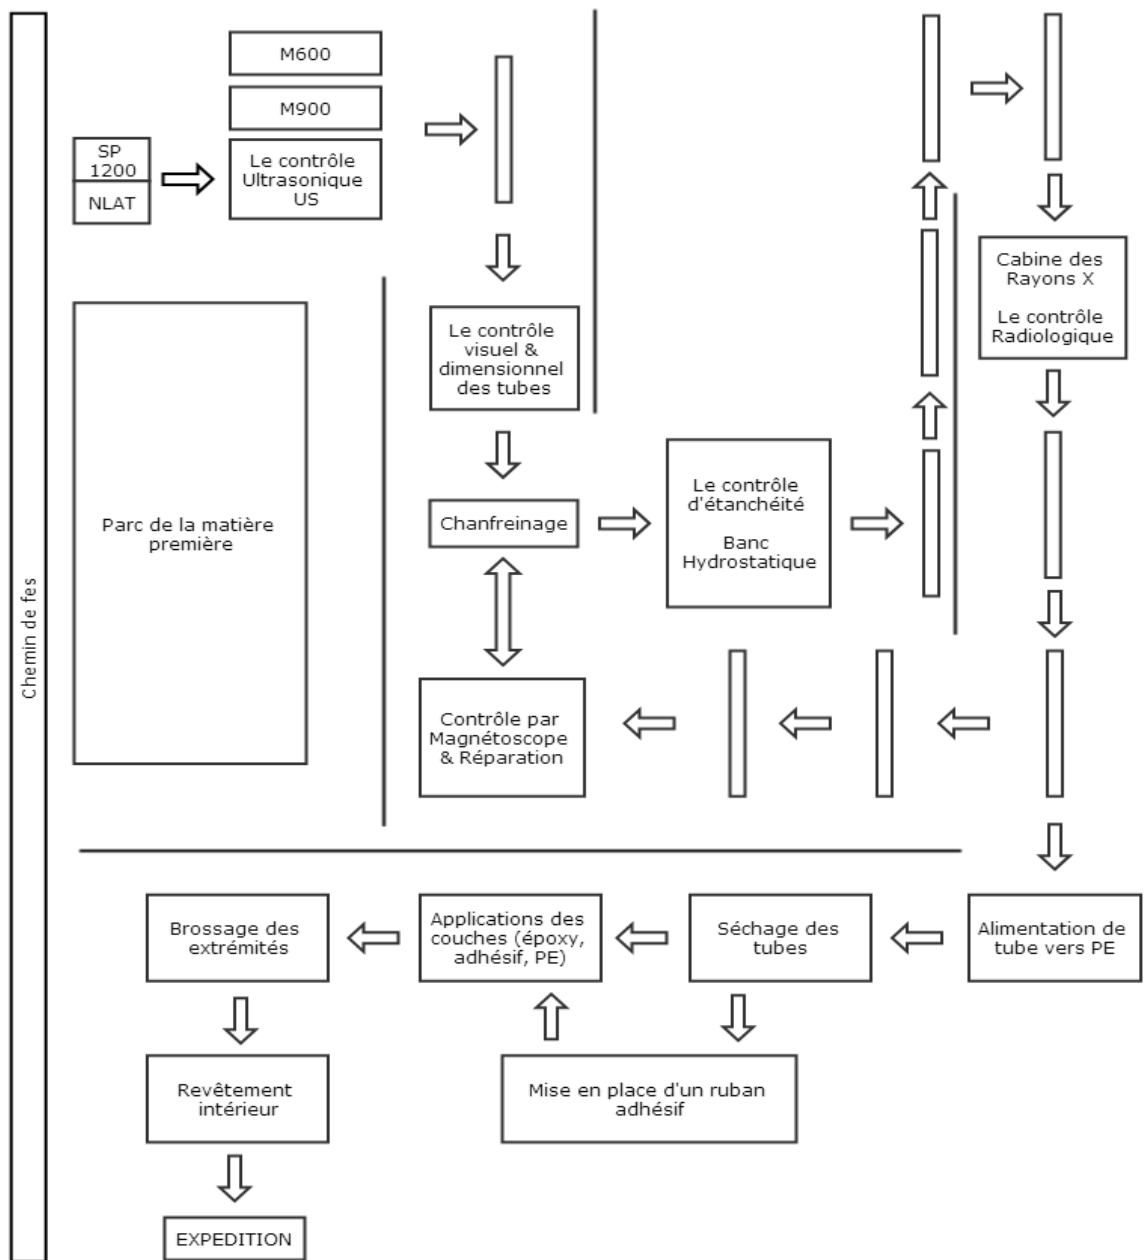 M600
M900
SP
1200
NLAT
Le contrôle
Ultrasonique
US
Cabine des
Rayons X
Le contrôle
Radiologique
Le contrôle
visuel &
dimensionnel
des tubes
Parc de la matière
première
Chanfreinage
Le contrôle
d'étanchéité
Banc
Hydrostatique
Chemin de fes
Contrôle par
Magnétoscope
& Réparation
Brossage des
extrémités
Applications des
couches (époxy,
adhésif, PE)
Séchage des
tubes
Alimentation de
tube vers PE
Revêtement
intérieur
Mise en place d'un ruban
adhésif
EXPEDITION